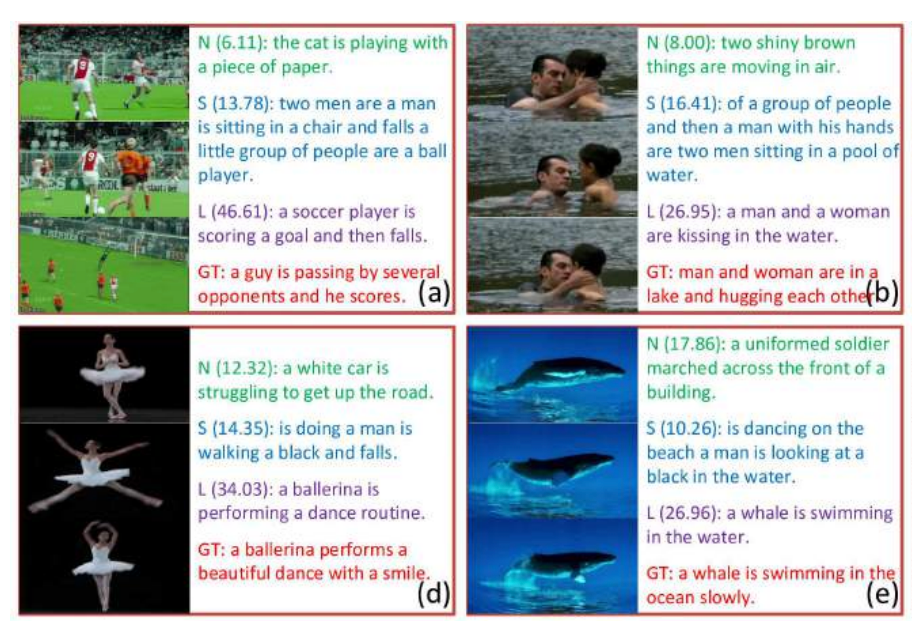 N (6.11): the cat is playing with
a piece of paper.
S (13.78): two men are a man
is sitting in a chair and falls a
little group of people are a ball
player.
L (46.61): a soccer player is
scoring a goal and then falls.
GT: a guy is passing by several
opponents and he scores. (a)
N (8.00): two shiny brown
things are moving in air.
S (16.41): of a group of people
and then a man with his hands
are two men sitting in a pool of
water.
L (26.95): a man and a woman
are kissing in the water.
GT: man and woman are in a
lake and hugging each other (b)
N (12.32): a white car is
struggling to get up the road.
S (14.35): is doing a man is
walking a black and falls.
L (34.03): a ballerina is
performing a dance routine.
GT: a ballerina performs a
beautiful dance with a smile. (d)
N (17.86): a uniformed soldier
marched across the front of a
building.
S (10.26): is dancing on the
beach a man is looking at a
black in the water.
L (26.96): a whale is swimming
in the water.
GT: a whale is swimming in the
ocean slowly. (e)